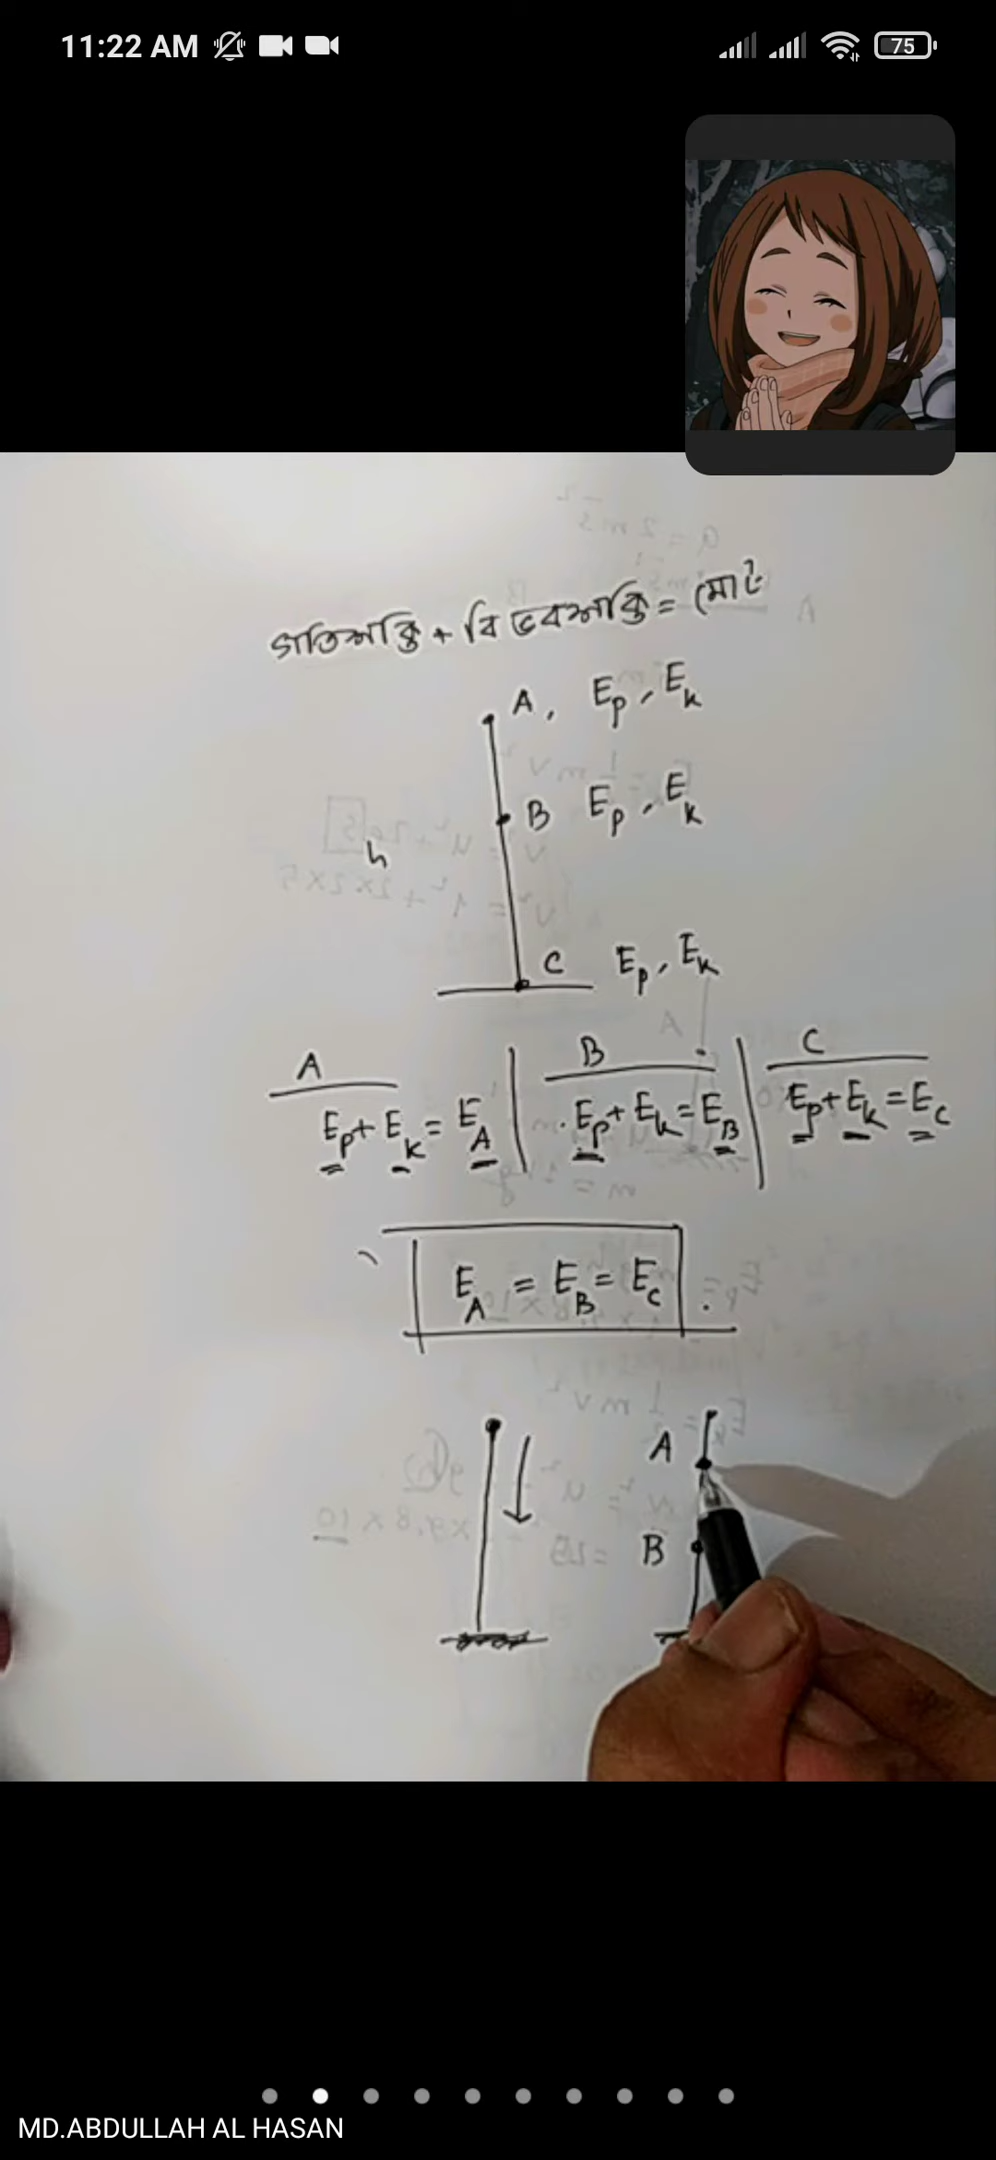 11:22 AM
75
গতিশক্তি + বিভবশক্তি = মোট
A, Ep, Ek
B Ep, Ek
h
C Ep, Ek
A
B
C
Ep + Ek = EA
Ep + Ek = EB
Ep + Ek = EC
EA = EB = EC
A
B
MD.ABDULLAH AL HASAN